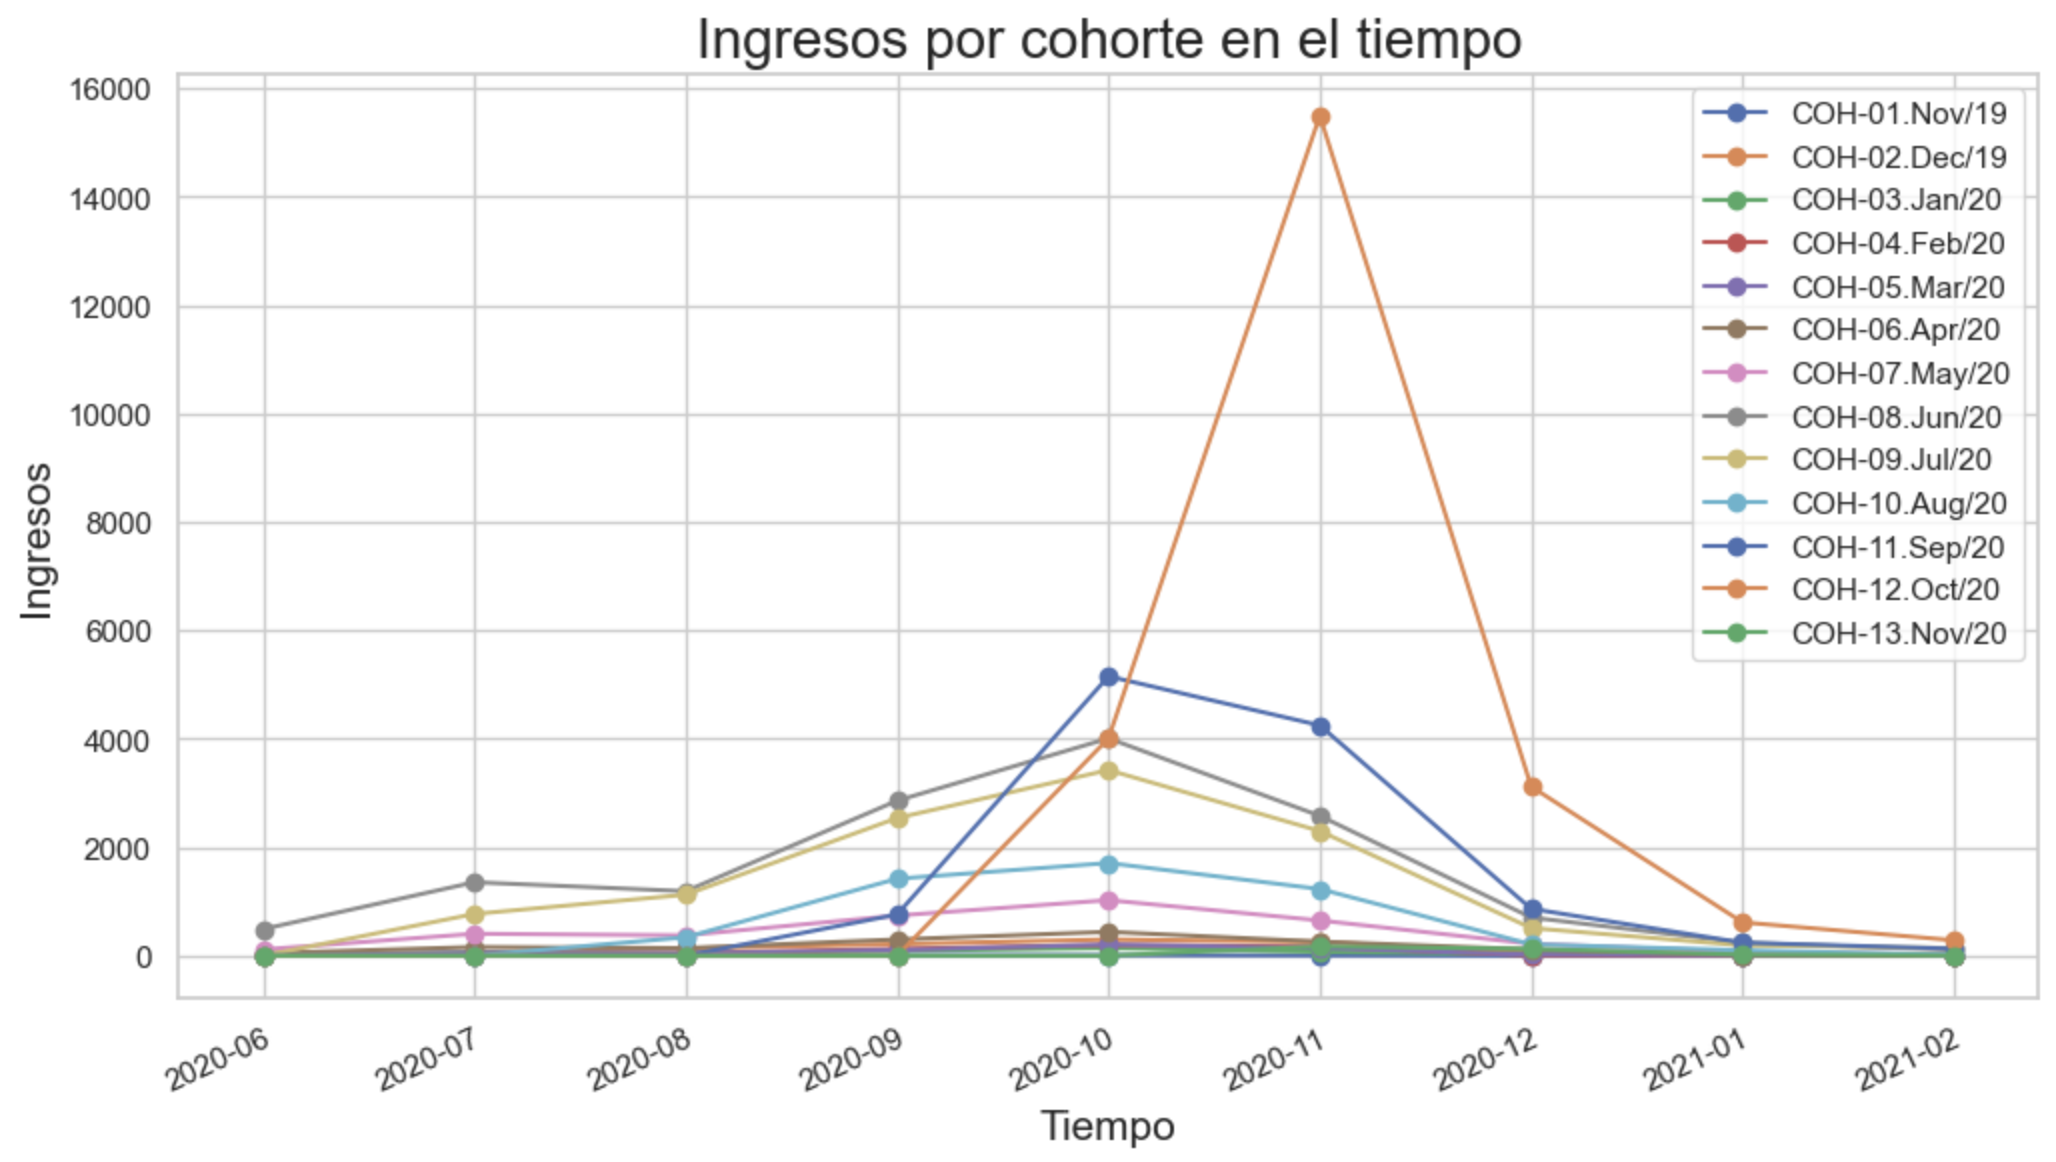 Ingresos por cohorte en el tiempo
16000
14000
12000
10000
8000
6000
4000
2000
0
Ingresos
COH-01.Nov/19
COH-02.Dec/19
COH-03.Jan/20
COH-04.Feb/20
COH-05.Mar/20
COH-06.Apr/20
COH-07.May/20
COH-08.Jun/20
COH-09.Jul/20
COH-10.Aug/20
COH-11.Sep/20
COH-12.Oct/20
COH-13.Nov/20
2020-06
2020-07
2020-08
2020-09
2020-10
2020-11
2020-12
2021-01
2021-02
Tiempo